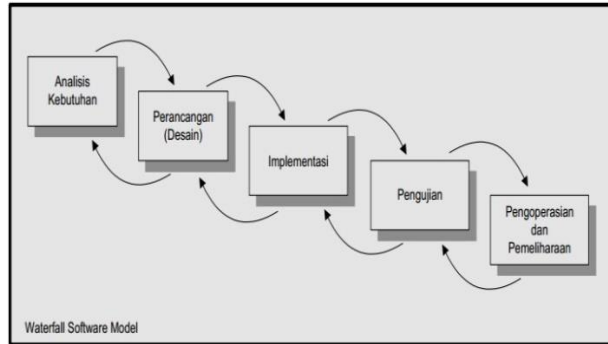 Analisis
Kebutuhan
Perancangan
(Desain)
Implementasi
Pengujian
Pengoperasian
dan
Pemeliharaan
Waterfall Software Model